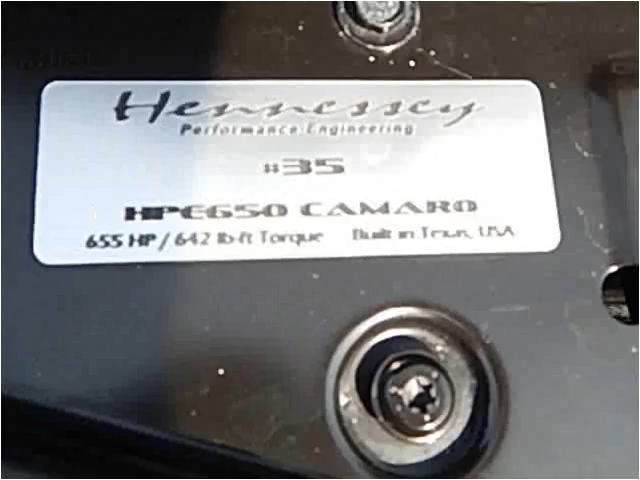 Hennessey
Performance Engineering
#35
HPE650 CAMARO
655 HP / 642 lb-ft Torque Built in Texas, USA